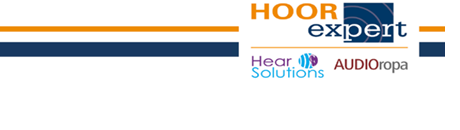 HOOR
expert
Hear
Solutions
AUDIOropa